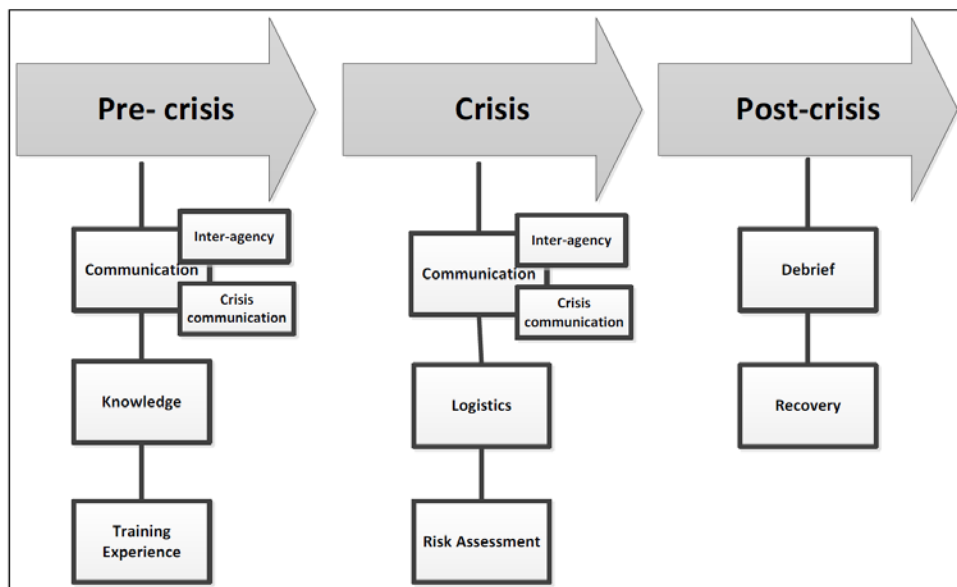 Pre- crisis
Crisis
Post-crisis
Communication
Inter-agency
Crisis
communication
Knowledge
Training
Experience
Communication
Inter-agency
Crisis
communication
Logistics
Risk Assessment
Debrief
Recovery